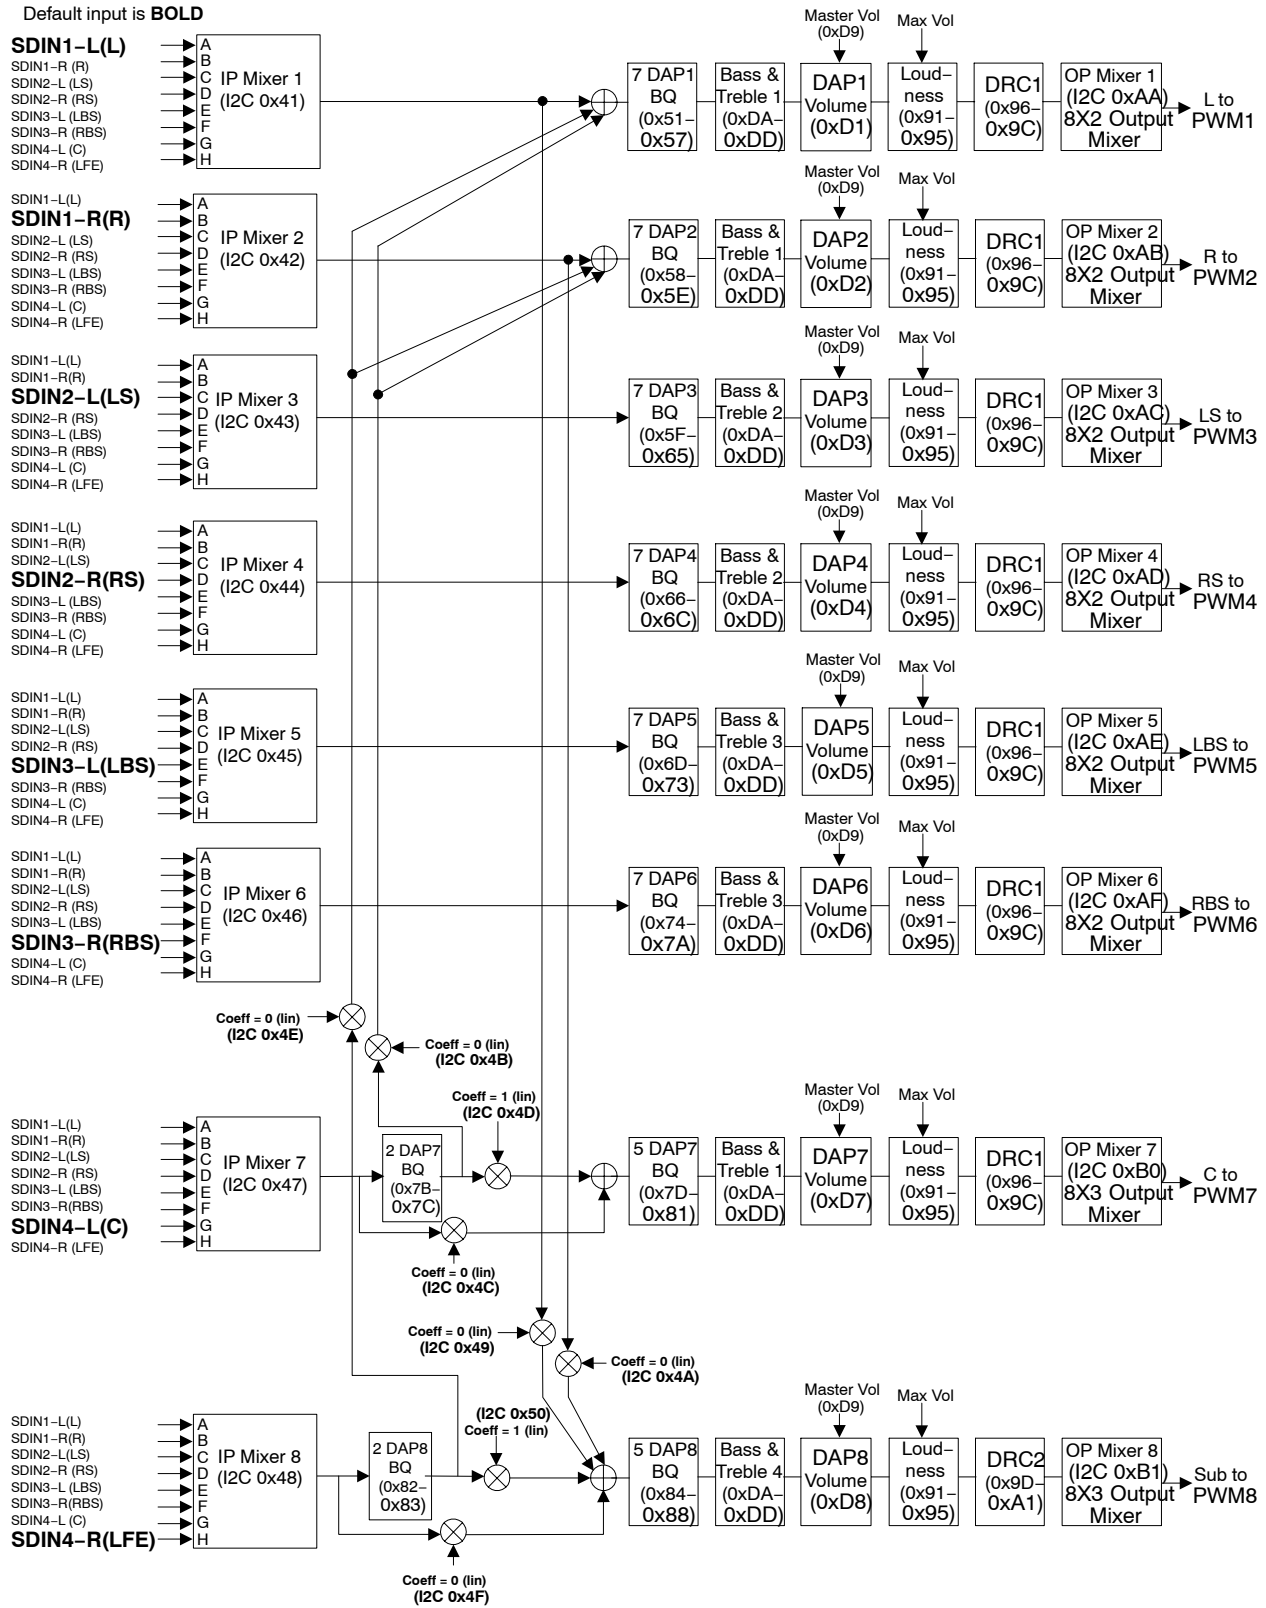 Default input is BOLD
SDIN1−L(L)
SDIN1−R (R)
SDIN2−L (LS)
SDIN2−R (RS)
SDIN3−L (LBS)
SDIN3−R (RBS)
SDIN4−L (C)
SDIN4−R (LFE)
A
B
C
D
E
F
G
H
IP Mixer 1
(I2C 0x41)
7 DAP1
BQ
(0x51−
0x57)
Bass &
Treble 1
(0xDA−
0xDD)
Master Vol
(0xD9)
DAP1
Volume
(0xD1)
Max Vol
Loud−
ness
(0x91−
0x95)
DRC1
(0x96−
0x9C)
OP Mixer 1
(I2C 0xAA)
8X2 Output
Mixer
L to
PWM1
SDIN1−L(L)
SDIN1−R(R)
SDIN2−L (LS)
SDIN2−R (RS)
SDIN3−L (LBS)
SDIN3−R (RBS)
SDIN4−L (C)
SDIN4−R (LFE)
A
B
C
D
E
F
G
H
IP Mixer 2
(I2C 0x42)
7 DAP2
BQ
(0x58−
0x5E)
Bass &
Treble 1
(0xDA−
0xDD)
Master Vol
(0xD9)
DAP2
Volume
(0xD2)
Max Vol
Loud−
ness
(0x91−
0x95)
DRC1
(0x96−
0x9C)
OP Mixer 2
(I2C 0xAB)
8X2 Output
Mixer
R to
PWM2
SDIN1−L(L)
SDIN1−R(R)
SDIN2−L(LS)
SDIN2−R (RS)
SDIN3−L (LBS)
SDIN3−R (RBS)
SDIN4−L (C)
SDIN4−R (LFE)
A
B
C
D
E
F
G
H
IP Mixer 3
(I2C 0x43)
7 DAP3
BQ
(0x5F−
0x65)
Bass &
Treble 2
(0xDA−
0xDD)
Master Vol
(0xD9)
DAP3
Volume
(0xD3)
Max Vol
Loud−
ness
(0x91−
0x95)
DRC1
(0x96−
0x9C)
OP Mixer 3
(I2C 0xAC)
8X2 Output
Mixer
LS to
PWM3
SDIN1−L(L)
SDIN1−R(R)
SDIN2−L(LS)
SDIN2−R(RS)
SDIN3−L (LBS)
SDIN3−R (RBS)
SDIN4−L (C)
SDIN4−R (LFE)
A
B
C
D
E
F
G
H
IP Mixer 4
(I2C 0x44)
7 DAP4
BQ
(0x66−
0x6C)
Bass &
Treble 2
(0xDA−
0xDD)
Master Vol
(0xD9)
DAP4
Volume
(0xD4)
Max Vol
Loud−
ness
(0x91−
0x95)
DRC1
(0x96−
0x9C)
OP Mixer 4
(I2C 0xAD)
8X2 Output
Mixer
RS to
PWM4
SDIN1−L(L)
SDIN1−R(R)
SDIN2−L(LS)
SDIN2−R (RS)
SDIN3−L(LBS)
SDIN3−R (RBS)
SDIN4−L (C)
SDIN4−R (LFE)
A
B
C
D
E
F
G
H
IP Mixer 5
(I2C 0x45)
7 DAP5
BQ
(0x6D−
0x73)
Bass &
Treble 3
(0xDA−
0xDD)
Master Vol
(0xD9)
DAP5
Volume
(0xD5)
Max Vol
Loud−
ness
(0x91−
0x95)
DRC1
(0x96−
0x9C)
OP Mixer 5
(I2C 0xAE)
8X2 Output
Mixer
LBS to
PWM5
SDIN1−L(L)
SDIN1−R(R)
SDIN2−L(LS)
SDIN2−R (RS)
SDIN3−L (LBS)
SDIN3−R(RBS)
SDIN4−L (C)
SDIN4−R (LFE)
A
B
C
D
E
F
G
H
IP Mixer 6
(I2C 0x46)
7 DAP6
BQ
(0x74−
0x7A)
Bass &
Treble 3
(0xDA−
0xDD)
Master Vol
(0xD9)
DAP6
Volume
(0xD6)
Max Vol
Loud−
ness
(0x91−
0x95)
DRC1
(0x96−
0x9C)
OP Mixer 6
(I2C 0xAF)
8X2 Output
Mixer
RBS to
PWM6
Coeff = 0 (lin)
(I2C 0x4E)
Coeff = 0 (lin)
(I2C 0x4B)
Coeff = 1 (lin)
(I2C 0x4D)
SDIN1−L(L)
SDIN1−R(R)
SDIN2−L(LS)
SDIN2−R (RS)
SDIN3−L (LBS)
SDIN3−R(RBS)
SDIN4−L(C)
SDIN4−R (LFE)
A
B
C
D
E
F
G
H
IP Mixer 7
(I2C 0x47)
2 DAP7
BQ
(0x7B−
0x7C)
Coeff = 0 (lin)
(I2C 0x4C)
5 DAP7
BQ
(0x7D−
0x81)
Bass &
Treble 1
(0xDA−
0xDD)
Master Vol
(0xD9)
DAP7
Volume
(0xD7)
Max Vol
Loud−
ness
(0x91−
0x95)
DRC1
(0x96−
0x9C)
OP Mixer 7
(I2C 0xB0)
8X3 Output
Mixer
C to
PWM7
Coeff = 0 (lin)
(I2C 0x49)
Coeff = 0 (lin)
(I2C 0x4A)
(I2C 0x50)
Coeff = 1 (lin)
SDIN1−L(L)
SDIN1−R(R)
SDIN2−L(LS)
SDIN2−R (RS)
SDIN3−L (LBS)
SDIN3−R(RBS)
SDIN4−L (C)
SDIN4−R(LFE)
A
B
C
D
E
F
G
H
IP Mixer 8
(I2C 0x48)
2 DAP8
BQ
(0x82−
0x83)
Coeff = 0 (lin)
(I2C 0x4F)
5 DAP8
BQ
(0x84−
0x88)
Bass &
Treble 4
(0xDA−
0xDD)
Master Vol
(0xD9)
DAP8
Volume
(0xD8)
Max Vol
Loud−
ness
(0x91−
0x95)
DRC2
(0x9D−
0xA1)
OP Mixer 8
(I2C 0xB1)
8X3 Output
Mixer
Sub to
PWM8